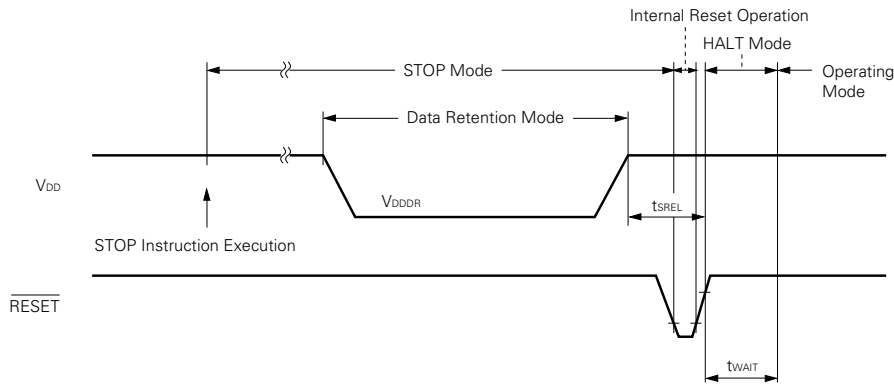 Internal Reset Operation
HALT Mode
STOP Mode
Operating
Mode
Data Retention Mode
VDD
VDDDR
tSREL
STOP Instruction Execution
RESET
tWAIT